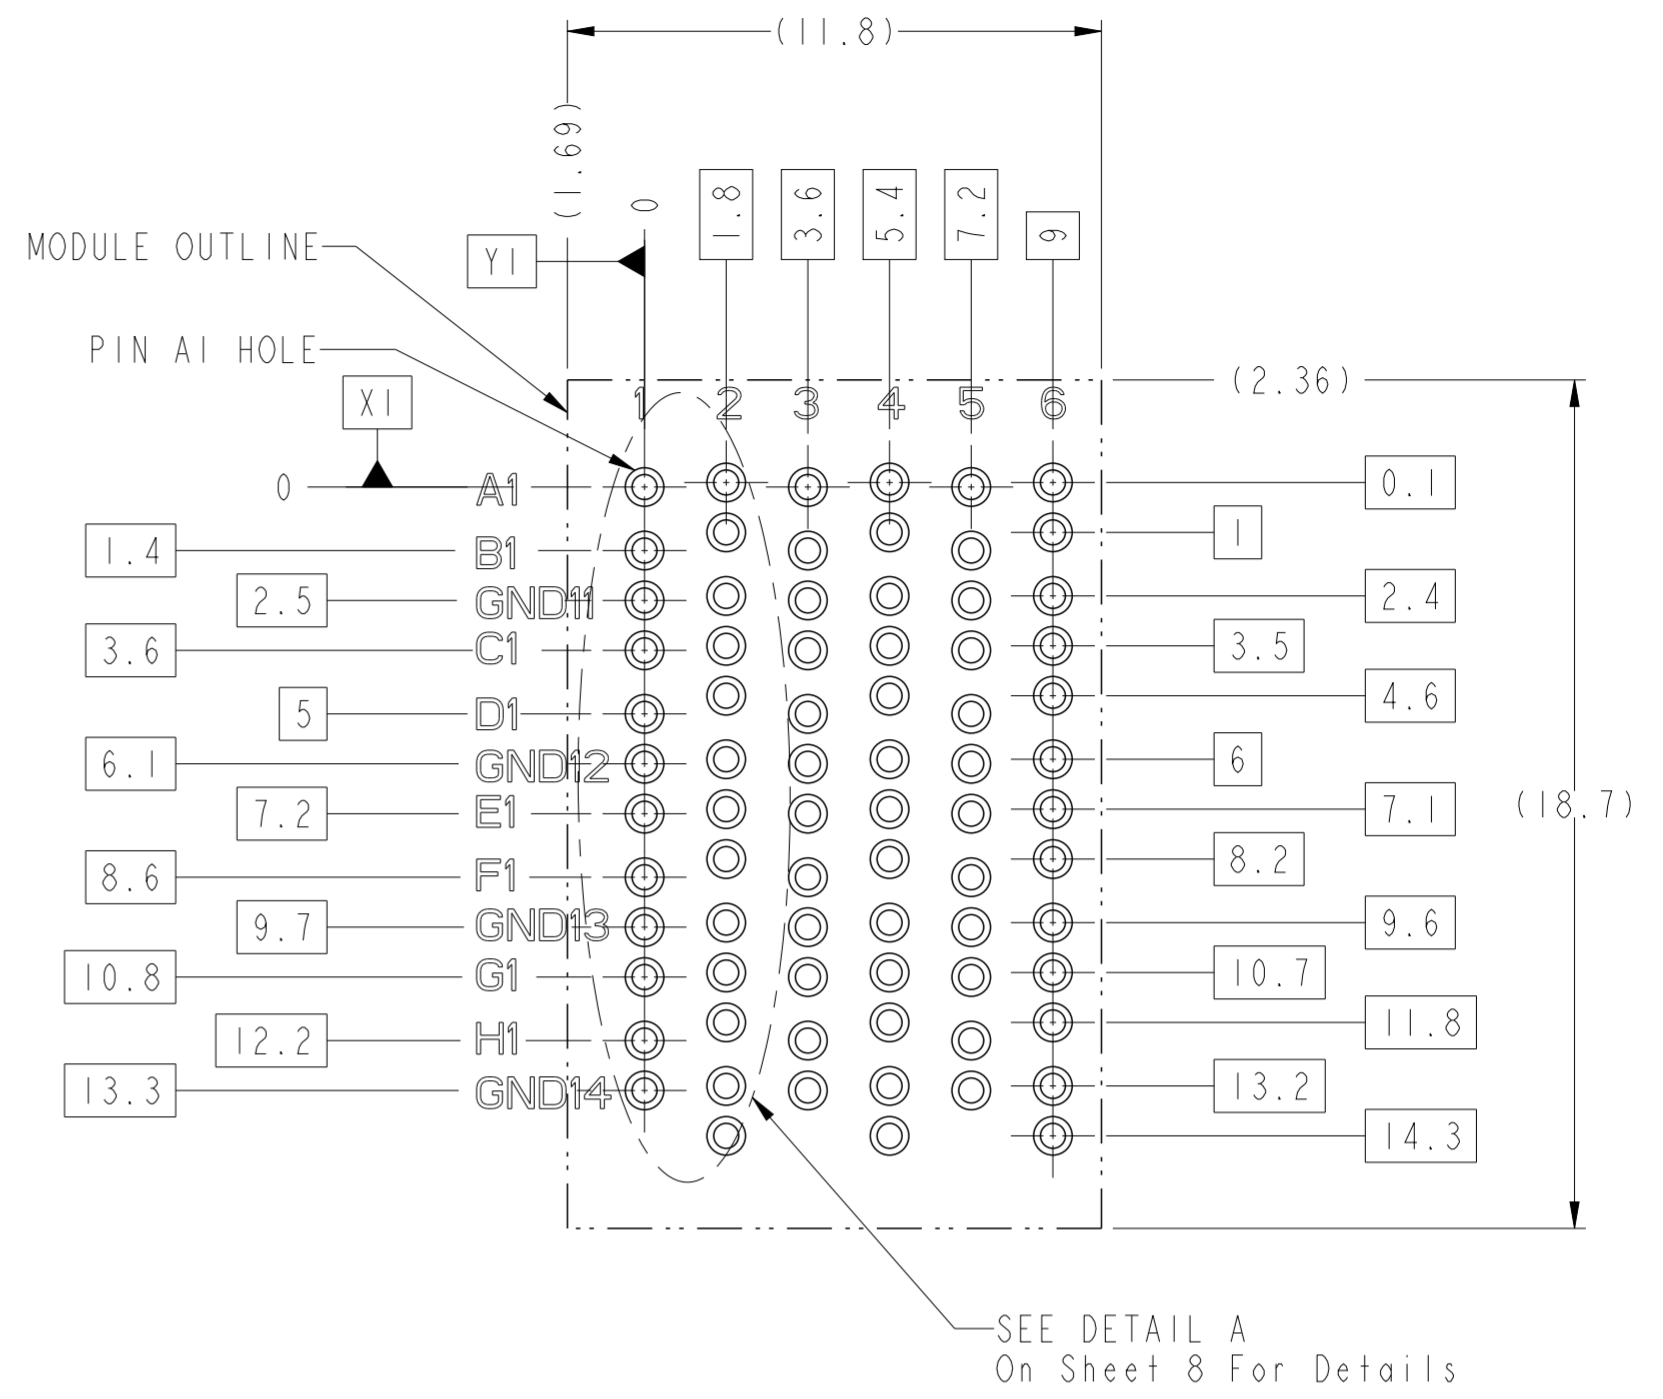 (11.8)
(1.69)
0
1.8
3.6
5.4
7.2
9
MODULE OUTLINE
Y1
PIN A1 HOLE
X1
(2.36)
1 2 3 4 5 6
0
A1
0.1
1
1.4
B1
2.5
GND11
2.4
3.6
C1
3.5
4.6
5
D1
6.1
GND12
6
7.2
E1
7.1
(18.7)
8.2
8.6
F1
9.7
GND13
9.6
10.8
G1
10.7
11.8
12.2
H1
13.3
GND14
13.2
14.3
SEE DETAIL A
On Sheet 8 For Details